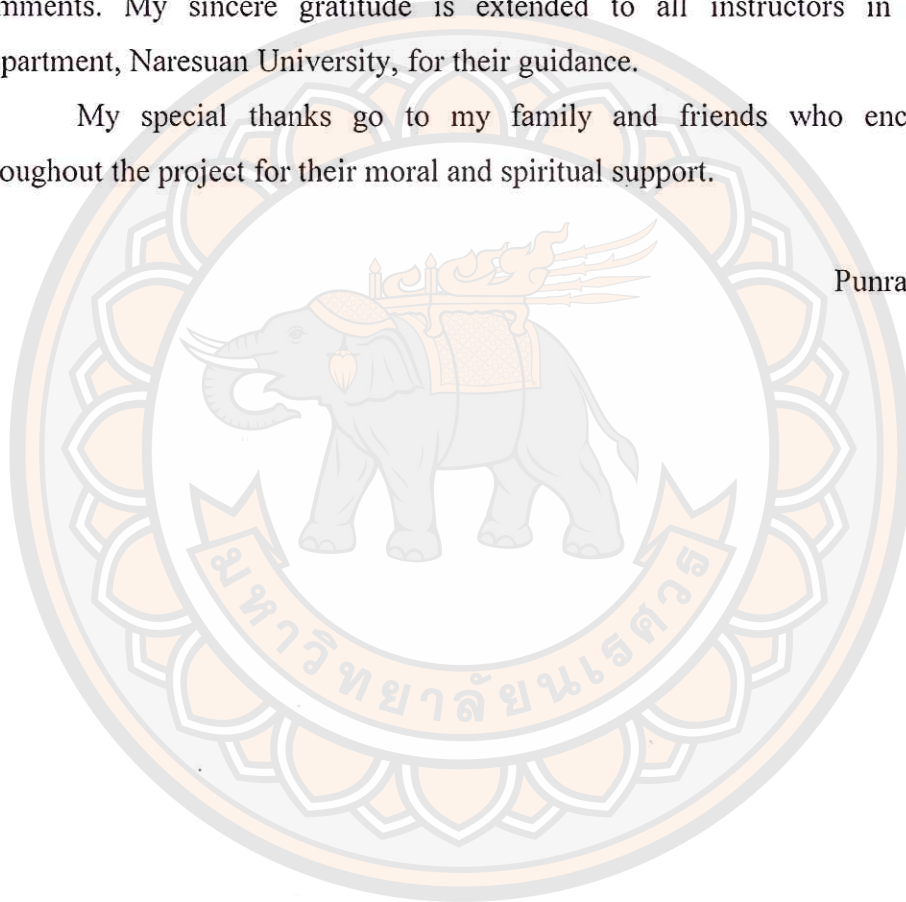 mments. My sincere gratitude is extended to all instructors in
partment, Naresuan University, for their guidance.
My special thanks go to my family and friends who enc
oughout the project for their moral and spiritual support.
Punra
มหาวิทยาลัยนเรศวร